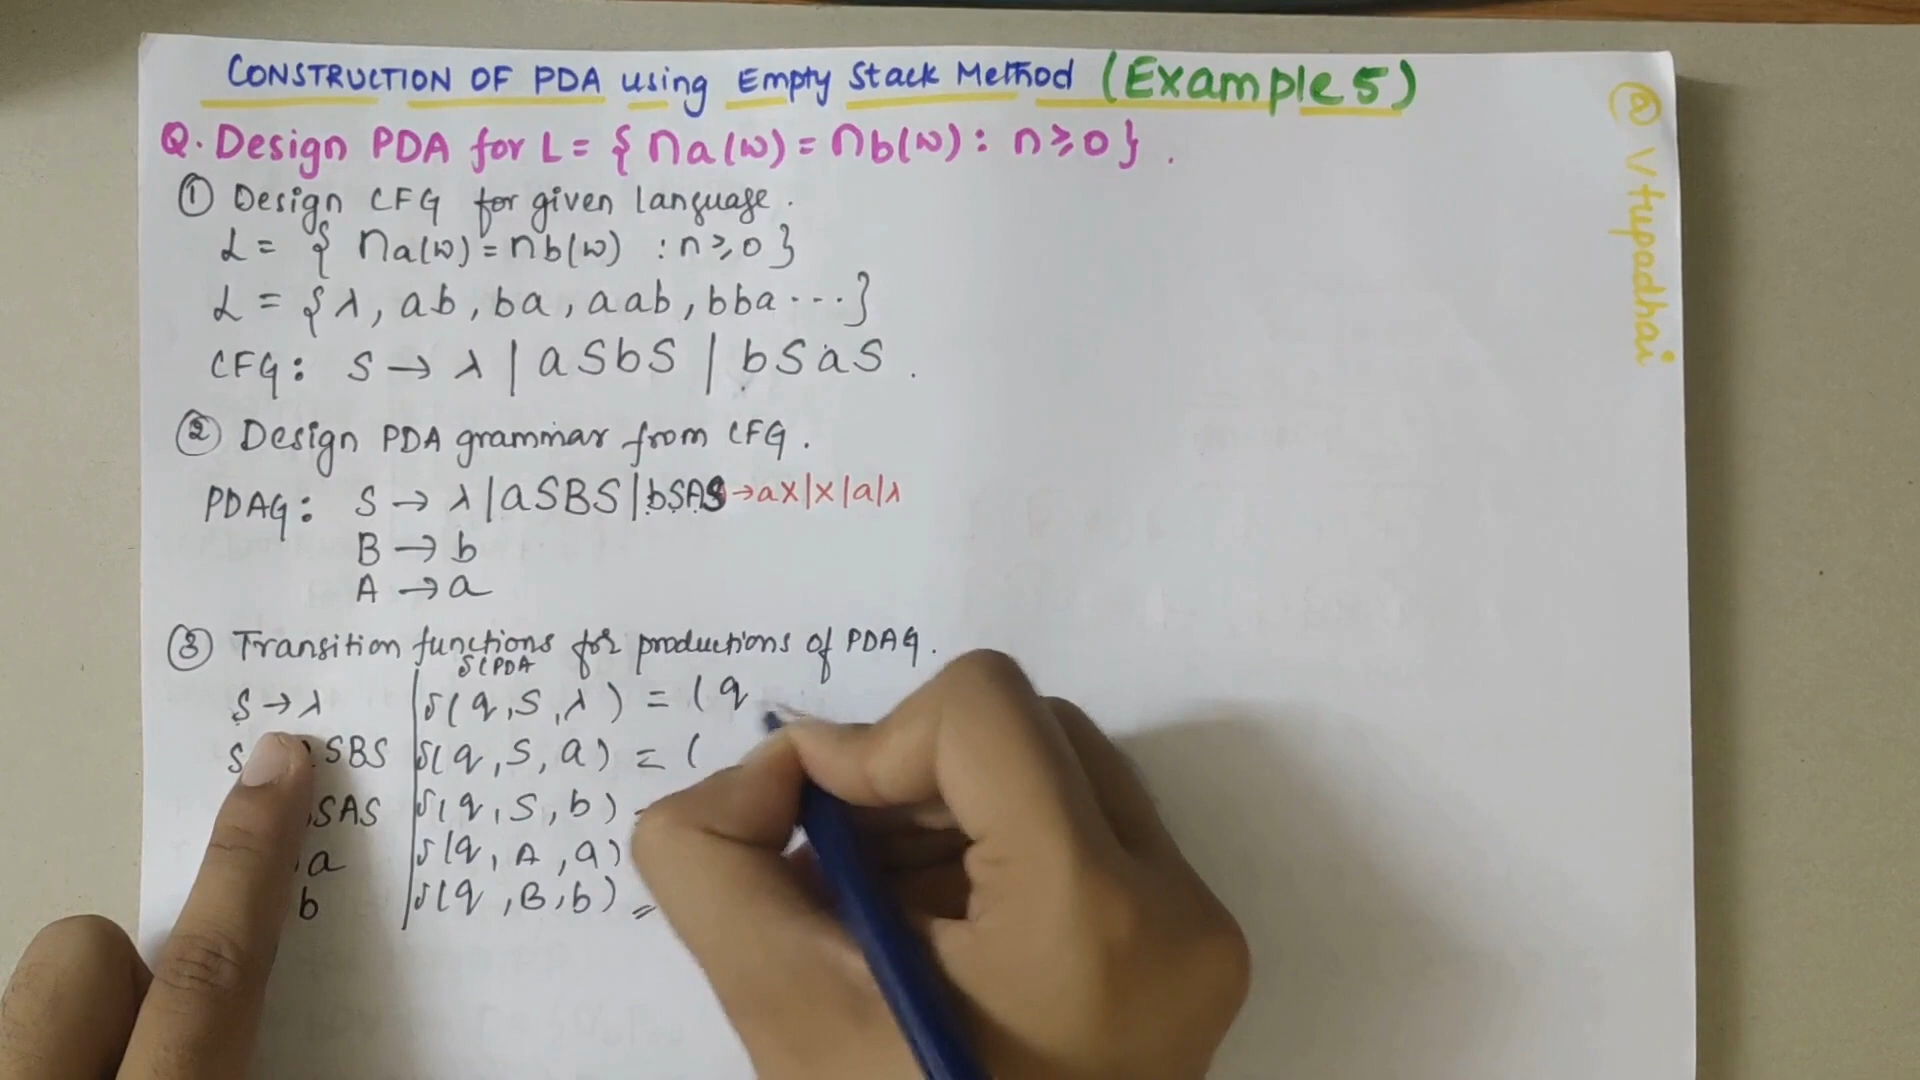 CONSTRUCTION OF PDA using Empty Stack Method (Example 5)
Q. Design PDA for L = { na(w) = nb(w) : n ≥ 0 } .
① Design CFG for given language .
L = { na(w) = nb(w) : n ≥ 0 }
L = { λ, ab, ba, aab, bba ... }
CFG : S → λ | aSbS | bSaS .
② Design PDA grammar from CFG .
PDAG : S → λ | aSBS | bSAS → aX | X | a | λ
B → b
A → a
③ Transition functions for productions of PDAG .
δ(PDA
S → λ | δ(q, S, λ) = (q
S SBS | δ(q, S, a) = (
SAS | δ(q, S, b) =
a | δ(q, A, a)
b | δ(q, B, b) =
@ Vtupadhai